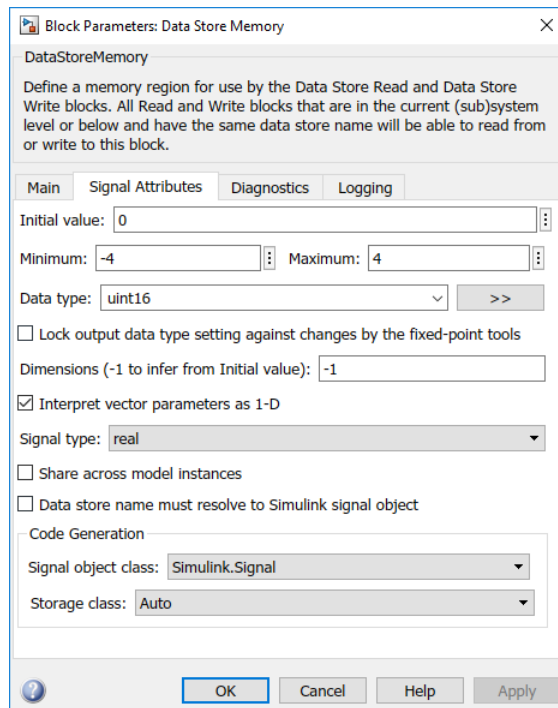 Block Parameters: Data Store Memory
DataStoreMemory
Define a memory region for use by the Data Store Read and Data Store
Write blocks. All Read and Write blocks that are in the current (sub)system
level or below and have the same data store name will be able to read from
or write to this block.
Main Signal Attributes Diagnostics Logging
Initial value: 0
Minimum: -4 Maximum: 4
Data type: uint16 >>
Lock output data type setting against changes by the fixed-point tools
Dimensions (-1 to infer from Initial value): -1
Interpret vector parameters as 1-D
Signal type: real
Share across model instances
Data store name must resolve to Simulink signal object
Code Generation
Signal object class: Simulink.Signal
Storage class: Auto
OK Cancel Help Apply